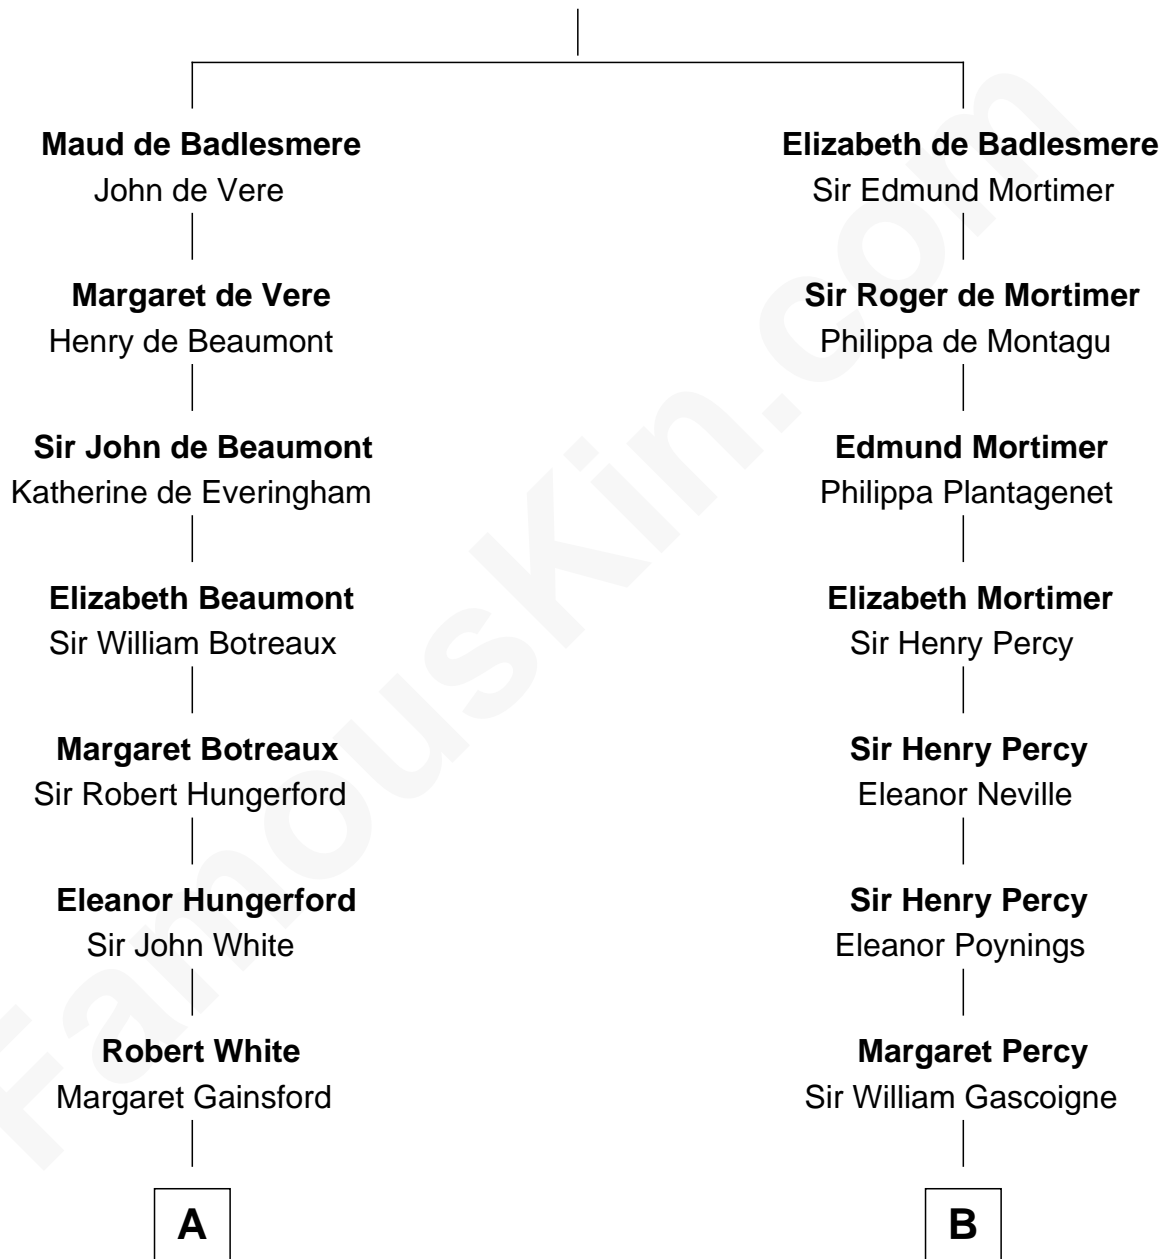 Maud de Badlesmere
John de Vere
Margaret de Vere
Henry de Beaumont
Sir John de Beaumont
Katherine de Everingham
Elizabeth Beaumont
Sir William Botreaux
Margaret Botreaux
Sir Robert Hungerford
Eleanor Hungerford
Sir John White
Robert White
Margaret Gainsford
A
Elizabeth de Badlesmere
Sir Edmund Mortimer
Sir Roger de Mortimer
Philippa de Montagu
Edmund Mortimer
Philippa Plantagenet
Elizabeth Mortimer
Sir Henry Percy
Sir Henry Percy
Eleanor Neville
Sir Henry Percy
Eleanor Poynings
Margaret Percy
Sir William Gascoigne
B
FamousKin.com